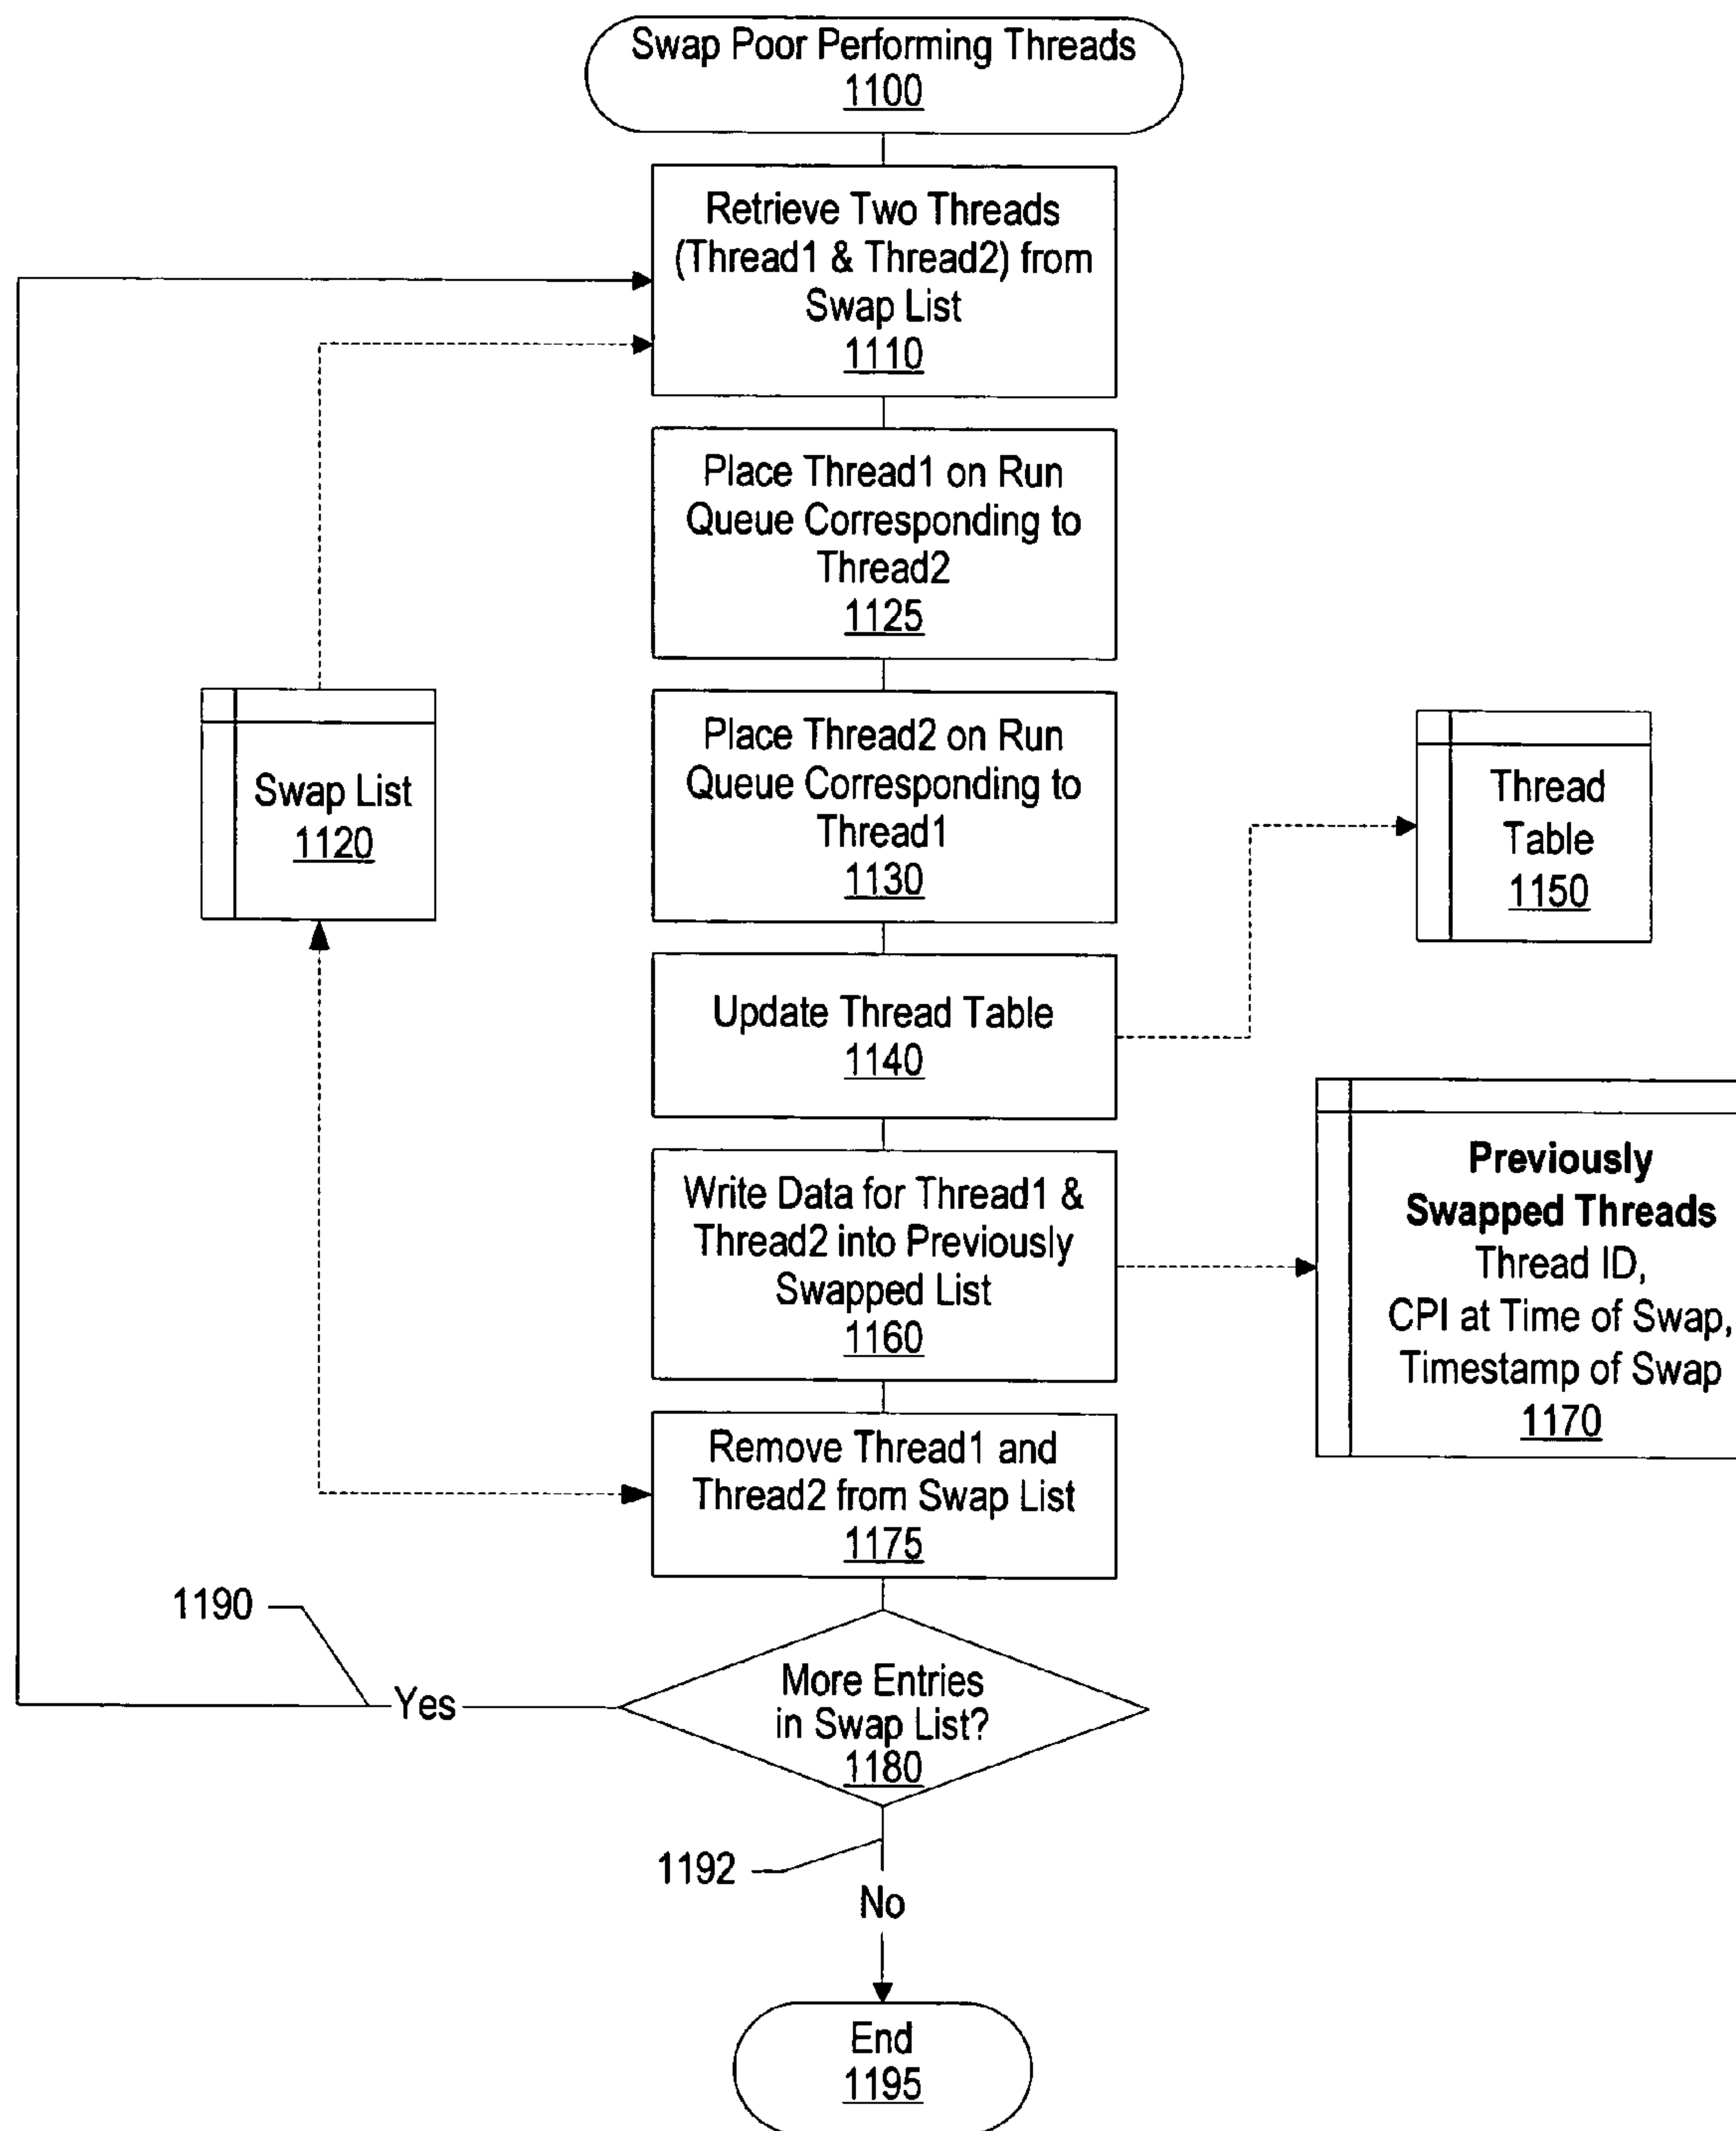 Swap Poor Performing Threads
1100
Retrieve Two Threads
(Thread1 & Thread2) from
Swap List
1110
Place Thread1 on Run
Queue Corresponding to
Thread2
1125
Place Thread2 on Run
Queue Corresponding to
Thread1
1130
Swap List
1120
Thread
Table
1150
Update Thread Table
1140
Write Data for Thread1 &
Thread2 into Previously
Swapped List
1160
Previously
Swapped Threads
Thread ID,
CPI at Time of Swap,
Timestamp of Swap
1170
Remove Thread1 and
Thread2 from Swap List
1175
1190
Yes
More Entries
in Swap List?
1180
1192
No
End
1195